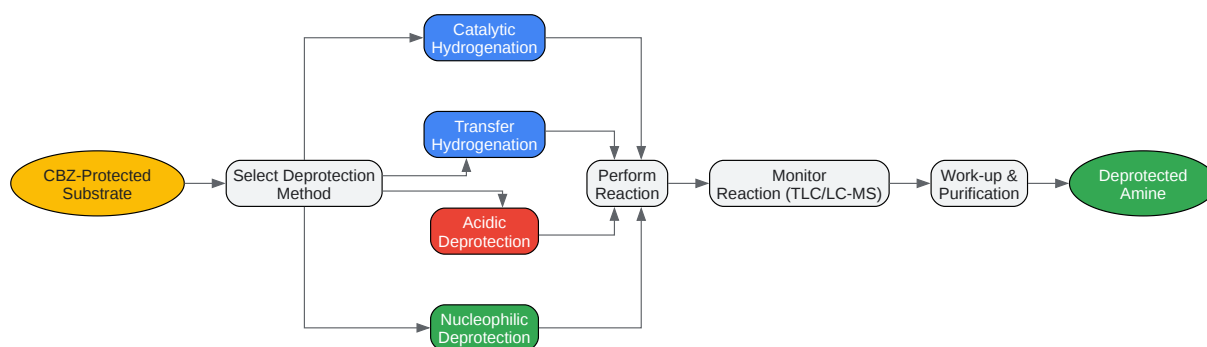 CBZ-Protected
Substrate
Select Deprotection
Method
Catalytic
Hydrogenation
Transfer
Hydrogenation
Acidic
Deprotection
Nucleophilic
Deprotection
Perform
Reaction
Monitor
Reaction (TLC/LC-MS)
Work-up &
Purification
Deprotected
Amine